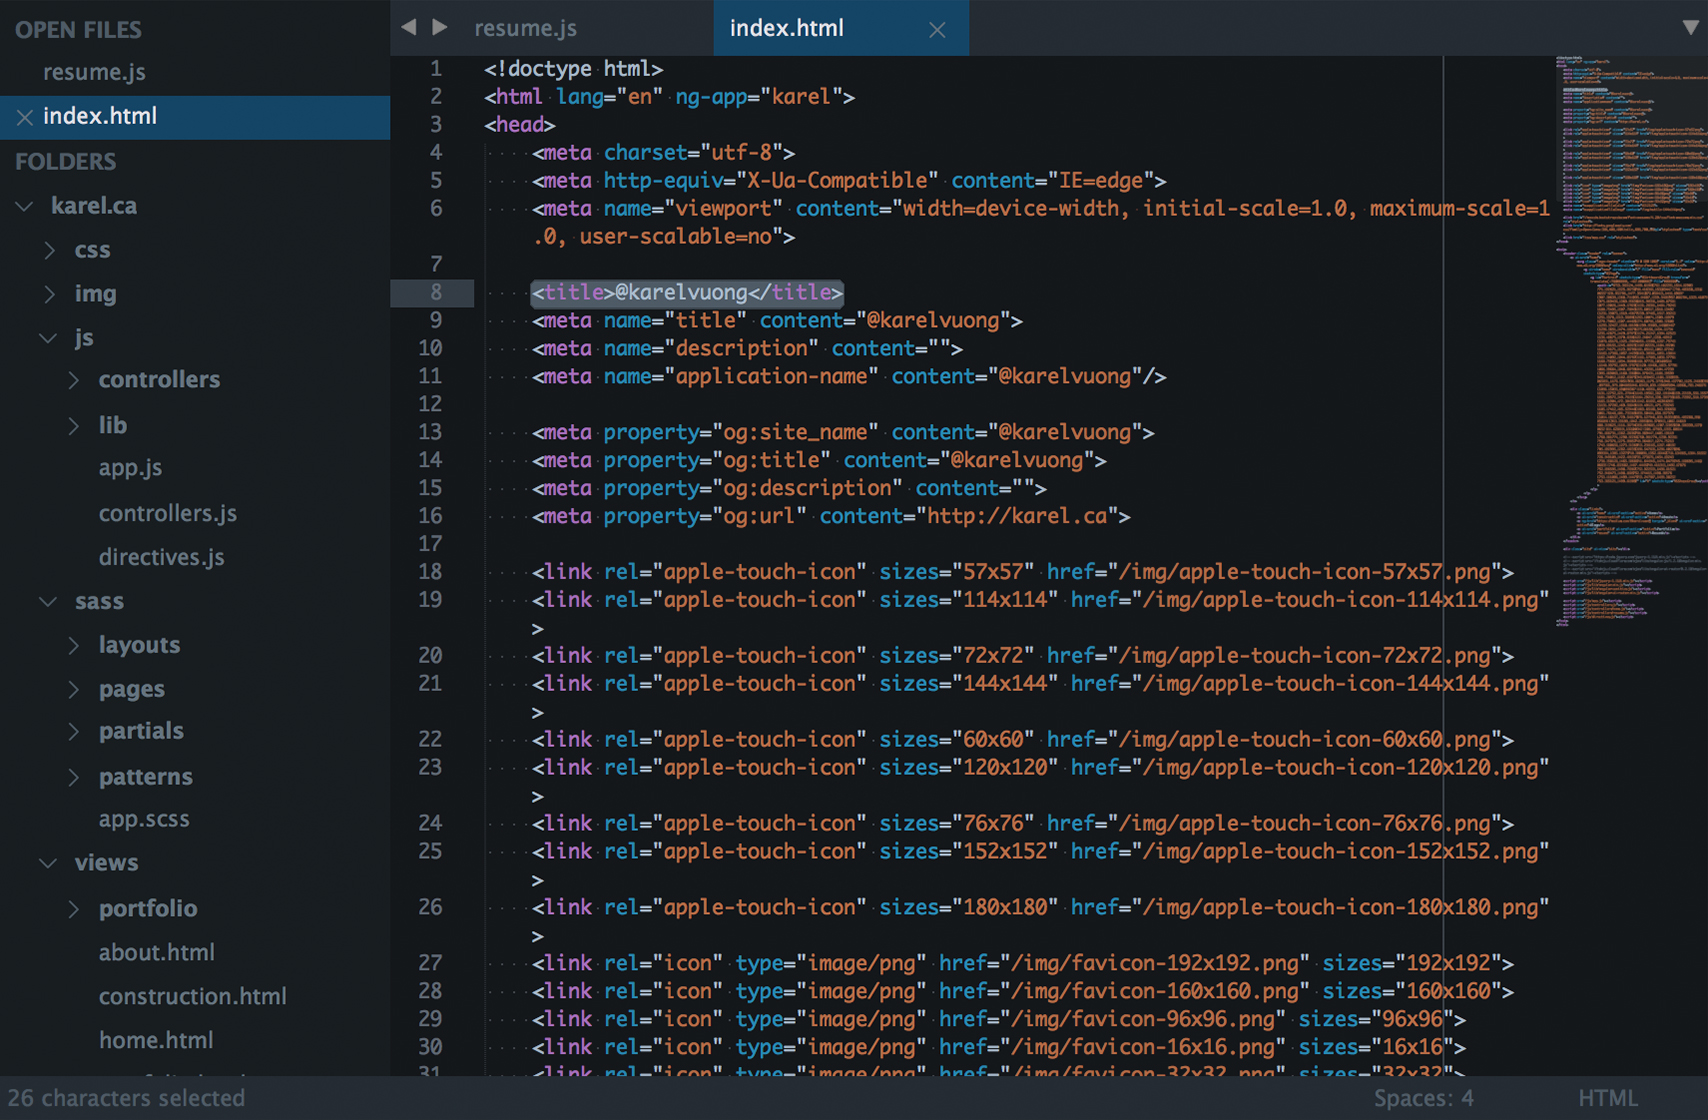 OPEN FILES
resume.js
index.html
FOLDERS
karel.ca
css
img
js
controllers
lib
app.js
controllers.js
directives.js
sass
layouts
pages
partials
patterns
app.scss
views
portfolio
about.html
construction.html
home.html
resume.js
index.html
1 <!doctype html>
2 <html lang="en" ng-app="karel">
3 <head>
4 <meta charset="utf-8">
5 <meta http-equiv="X-Ua-Compatible" content="IE=edge">
6 <meta name="viewport" content="width=device-width, initial-scale=1.0, maximum-scale=1
.0, user-scalable=no">
7
8 <title>@karelvuong</title>
9 <meta name="title" content="@karelvuong">
10 <meta name="description" content="">
11 <meta name="application-name" content="@karelvuong"/>
12
13 <meta property="og:site_name" content="@karelvuong">
14 <meta property="og:title" content="@karelvuong">
15 <meta property="og:description" content="">
16 <meta property="og:url" content="http://karel.ca">
17
18 <link rel="apple-touch-icon" sizes="57x57" href="/img/apple-touch-icon-57x57.png">
19 <link rel="apple-touch-icon" sizes="114x114" href="/img/apple-touch-icon-114x114.png"
>
20 <link rel="apple-touch-icon" sizes="72x72" href="/img/apple-touch-icon-72x72.png">
21 <link rel="apple-touch-icon" sizes="144x144" href="/img/apple-touch-icon-144x144.png"
>
22 <link rel="apple-touch-icon" sizes="60x60" href="/img/apple-touch-icon-60x60.png">
23 <link rel="apple-touch-icon" sizes="120x120" href="/img/apple-touch-icon-120x120.png"
>
24 <link rel="apple-touch-icon" sizes="76x76" href="/img/apple-touch-icon-76x76.png">
25 <link rel="apple-touch-icon" sizes="152x152" href="/img/apple-touch-icon-152x152.png"
>
26 <link rel="apple-touch-icon" sizes="180x180" href="/img/apple-touch-icon-180x180.png"
>
27 <link rel="icon" type="image/png" href="/img/favicon-192x192.png" sizes="192x192">
28 <link rel="icon" type="image/png" href="/img/favicon-160x160.png" sizes="160x160">
29 <link rel="icon" type="image/png" href="/img/favicon-96x96.png" sizes="96x96">
30 <link rel="icon" type="image/png" href="/img/favicon-16x16.png" sizes="16x16">
31 <link rel="icon" type="image/png" href="/img/favicon-32x32.png" sizes="32x32">
26 characters selected
Spaces: 4
HTML